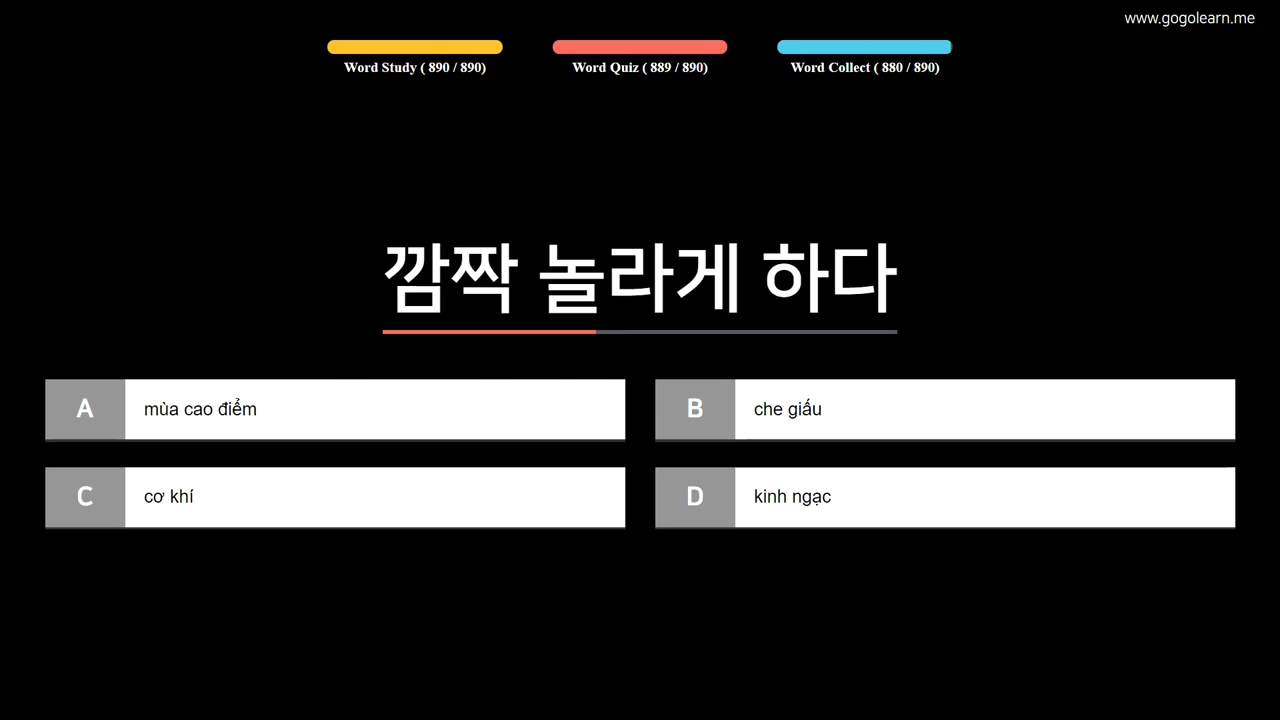 www.gogolearn.me
Word Study ( 890 / 890)
Word Quiz ( 889 / 890)
Word Collect ( 880 / 890)
깜짝 놀라게 하다
A mùa cao điểm
B che giấu
C cơ khí
D kinh ngạc